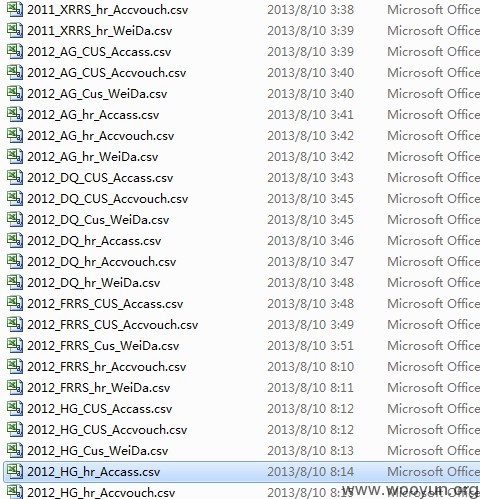 2011_XRRS_hr_Accvouch.csv 2013/8/10 3:38 Microsoft Office
2011_XRRS_hr_WeiDa.csv 2013/8/10 3:39 Microsoft Office
2012_AG_CUS_Accass.csv 2013/8/10 3:39 Microsoft Office
2012_AG_CUS_Accvouch.csv 2013/8/10 3:40 Microsoft Office
2012_AG_Cus_WeiDa.csv 2013/8/10 3:40 Microsoft Office
2012_AG_hr_Accass.csv 2013/8/10 3:41 Microsoft Office
2012_AG_hr_Accvouch.csv 2013/8/10 3:42 Microsoft Office
2012_AG_hr_WeiDa.csv 2013/8/10 3:42 Microsoft Office
2012_DQ_CUS_Accass.csv 2013/8/10 3:43 Microsoft Office
2012_DQ_CUS_Accvouch.csv 2013/8/10 3:45 Microsoft Office
2012_DQ_Cus_WeiDa.csv 2013/8/10 3:45 Microsoft Office
2012_DQ_hr_Accass.csv 2013/8/10 3:46 Microsoft Office
2012_DQ_hr_Accvouch.csv 2013/8/10 3:47 Microsoft Office
2012_DQ_hr_WeiDa.csv 2013/8/10 3:48 Microsoft Office
2012_FRRS_CUS_Accass.csv 2013/8/10 3:48 Microsoft Office
2012_FRRS_CUS_Accvouch.csv 2013/8/10 3:49 Microsoft Office
2012_FRRS_Cus_WeiDa.csv 2013/8/10 3:51 Microsoft Office
2012_FRRS_hr_Accvouch.csv 2013/8/10 8:10 Microsoft Office
2012_FRRS_hr_WeiDa.csv 2013/8/10 8:11 Microsoft Office
2012_HG_CUS_Accass.csv 2013/8/10 8:12 Microsoft Office
2012_HG_CUS_Accvouch.csv 2013/8/10 8:12 Microsoft Office
2012_HG_Cus_WeiDa.csv 2013/8/10 8:13 Microsoft Office
2012_HG_hr_Accass.csv 2013/8/10 8:14 Microsoft Office
2012_HG_hr_Accvouch.csv 2013/8/10 Microsoft Office
www.wooyun.org